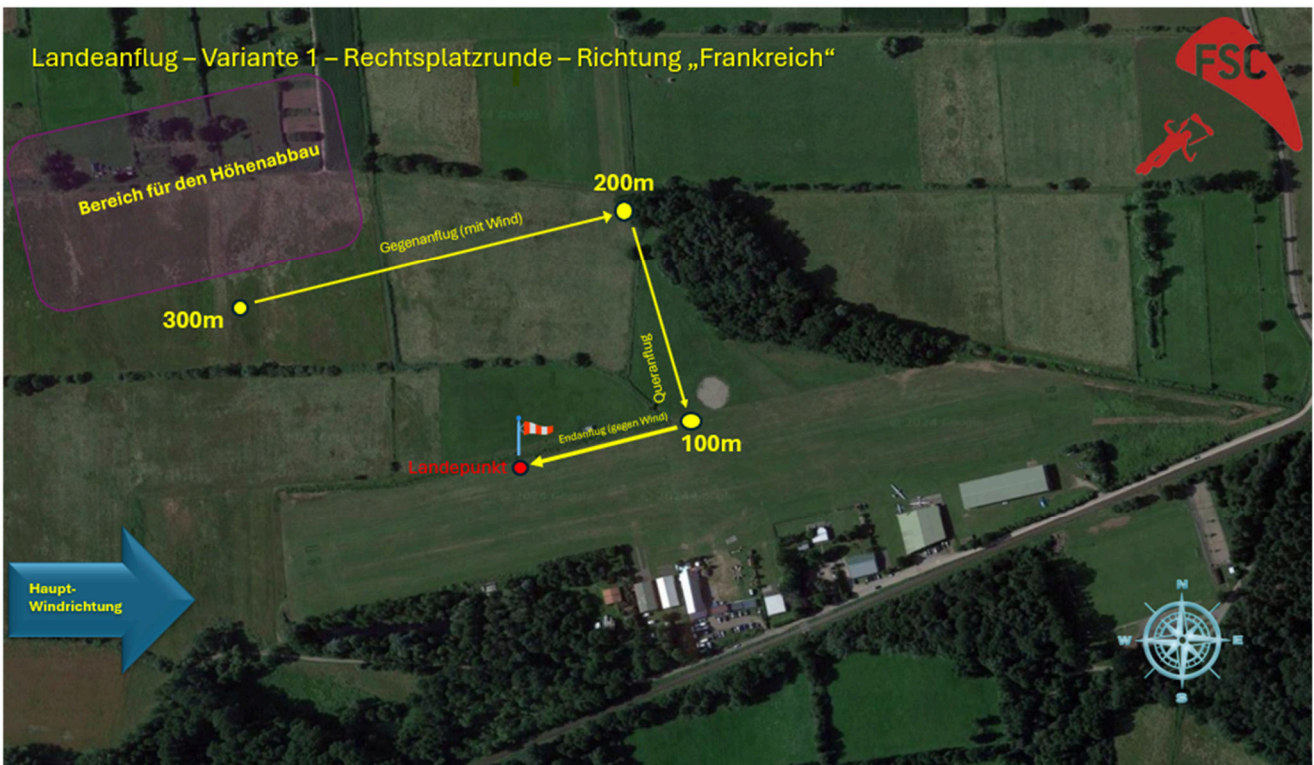 Landeanflug – Variante 1 – Rechtsplatzrunde – Richtung „Frankreich“
FSC
Bereich für den Höhenabbau
200m
Gegenanflug (mit Wind)
300m
Queranflug
Endanflug (gegen Wind)
100m
Landepunkt
Haupt-
Windrichtung
N
W
E
S